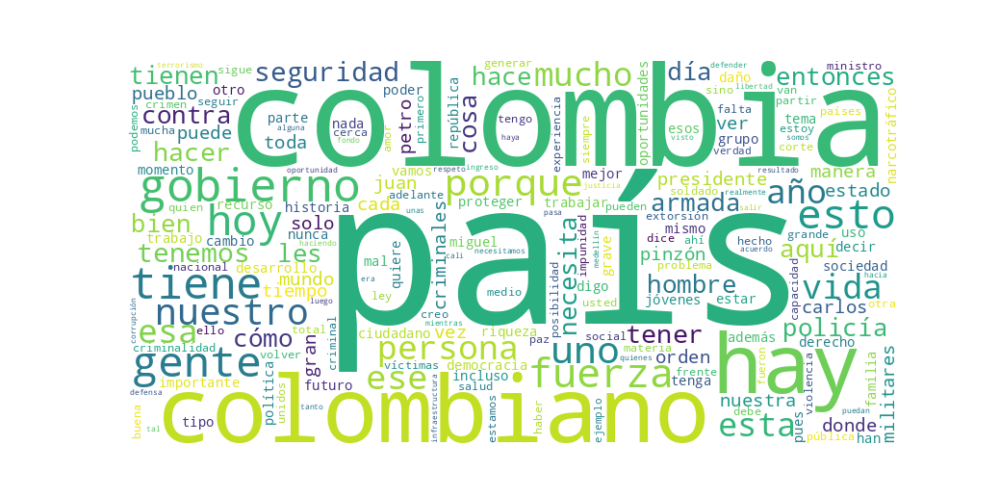 terrorismo
tienen sigue generar ministro
seguridad hace mucho día daño entonces
pueblo otro poder colombia sino van
crimen seguir petro primero república cosa tengo experiencia siempre oportunidades esos ver falta partir países narcotráfico
podemos contra parte nada haya defender libertad
mucha puede alguna cerca visto grupo tema estoy somos
hacer toda fondo amor verdad corte
momento oportunidad vamos respeto ingreso mejor presidente manera resultado
gobierno juan porque justicia soldado realmente año estado
quien recurso adelante proteger trabajar pueden armada salir
bien hoy historia solo cada unas pasa extorsión esto
trabajo cambio nunca quiere criminales miguel necesitamos necesita impunidad medellín dice mismo ahí grande uso decir
tenemos les haciendo país cali pinzón hecho acuerdo aquí
nacional desarrollo mundo mal grave problema sociedad hacia
tiene tiempo era ley medio digo hombre capacidad vida
luego creo posibilidad usted jóvenes estar otra
nuestro corrupción ello total mientras paz social carlos
esa cómo gran ciudadano vez riqueza tener policía
criminalidad volver criminal persona democracia uno materia quienes orden además derecho
gente importante víctimas fuerza frente hay fueron
política unidos futuro ese incluso salud tenga familia militares
defensa tanto infraestructura estamos haber ejemplo nuestra debe violencia puedan
buena tal tipo colombiano esta pues donde pública han